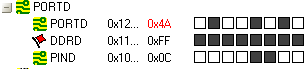 PORTD
PORTD 0x12... 0x4A
DDRD 0x11... 0xFF
PIND 0x10... 0x0C